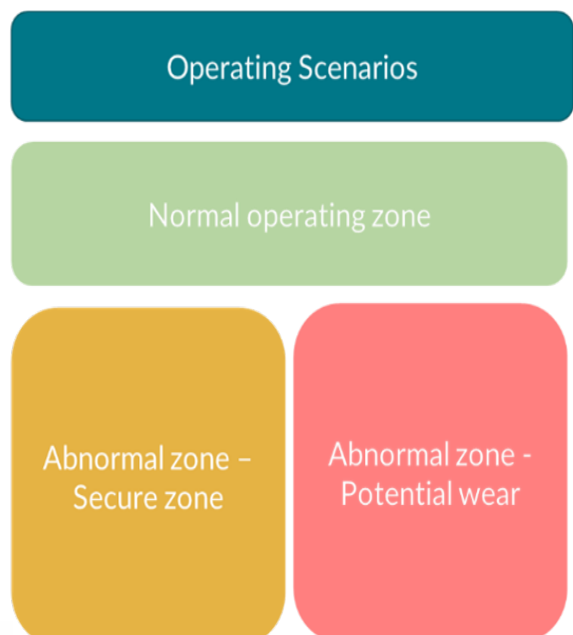 Operating Scenarios
Normal operating zone
Abnormal zone –
Secure zone
Abnormal zone -
Potential wear